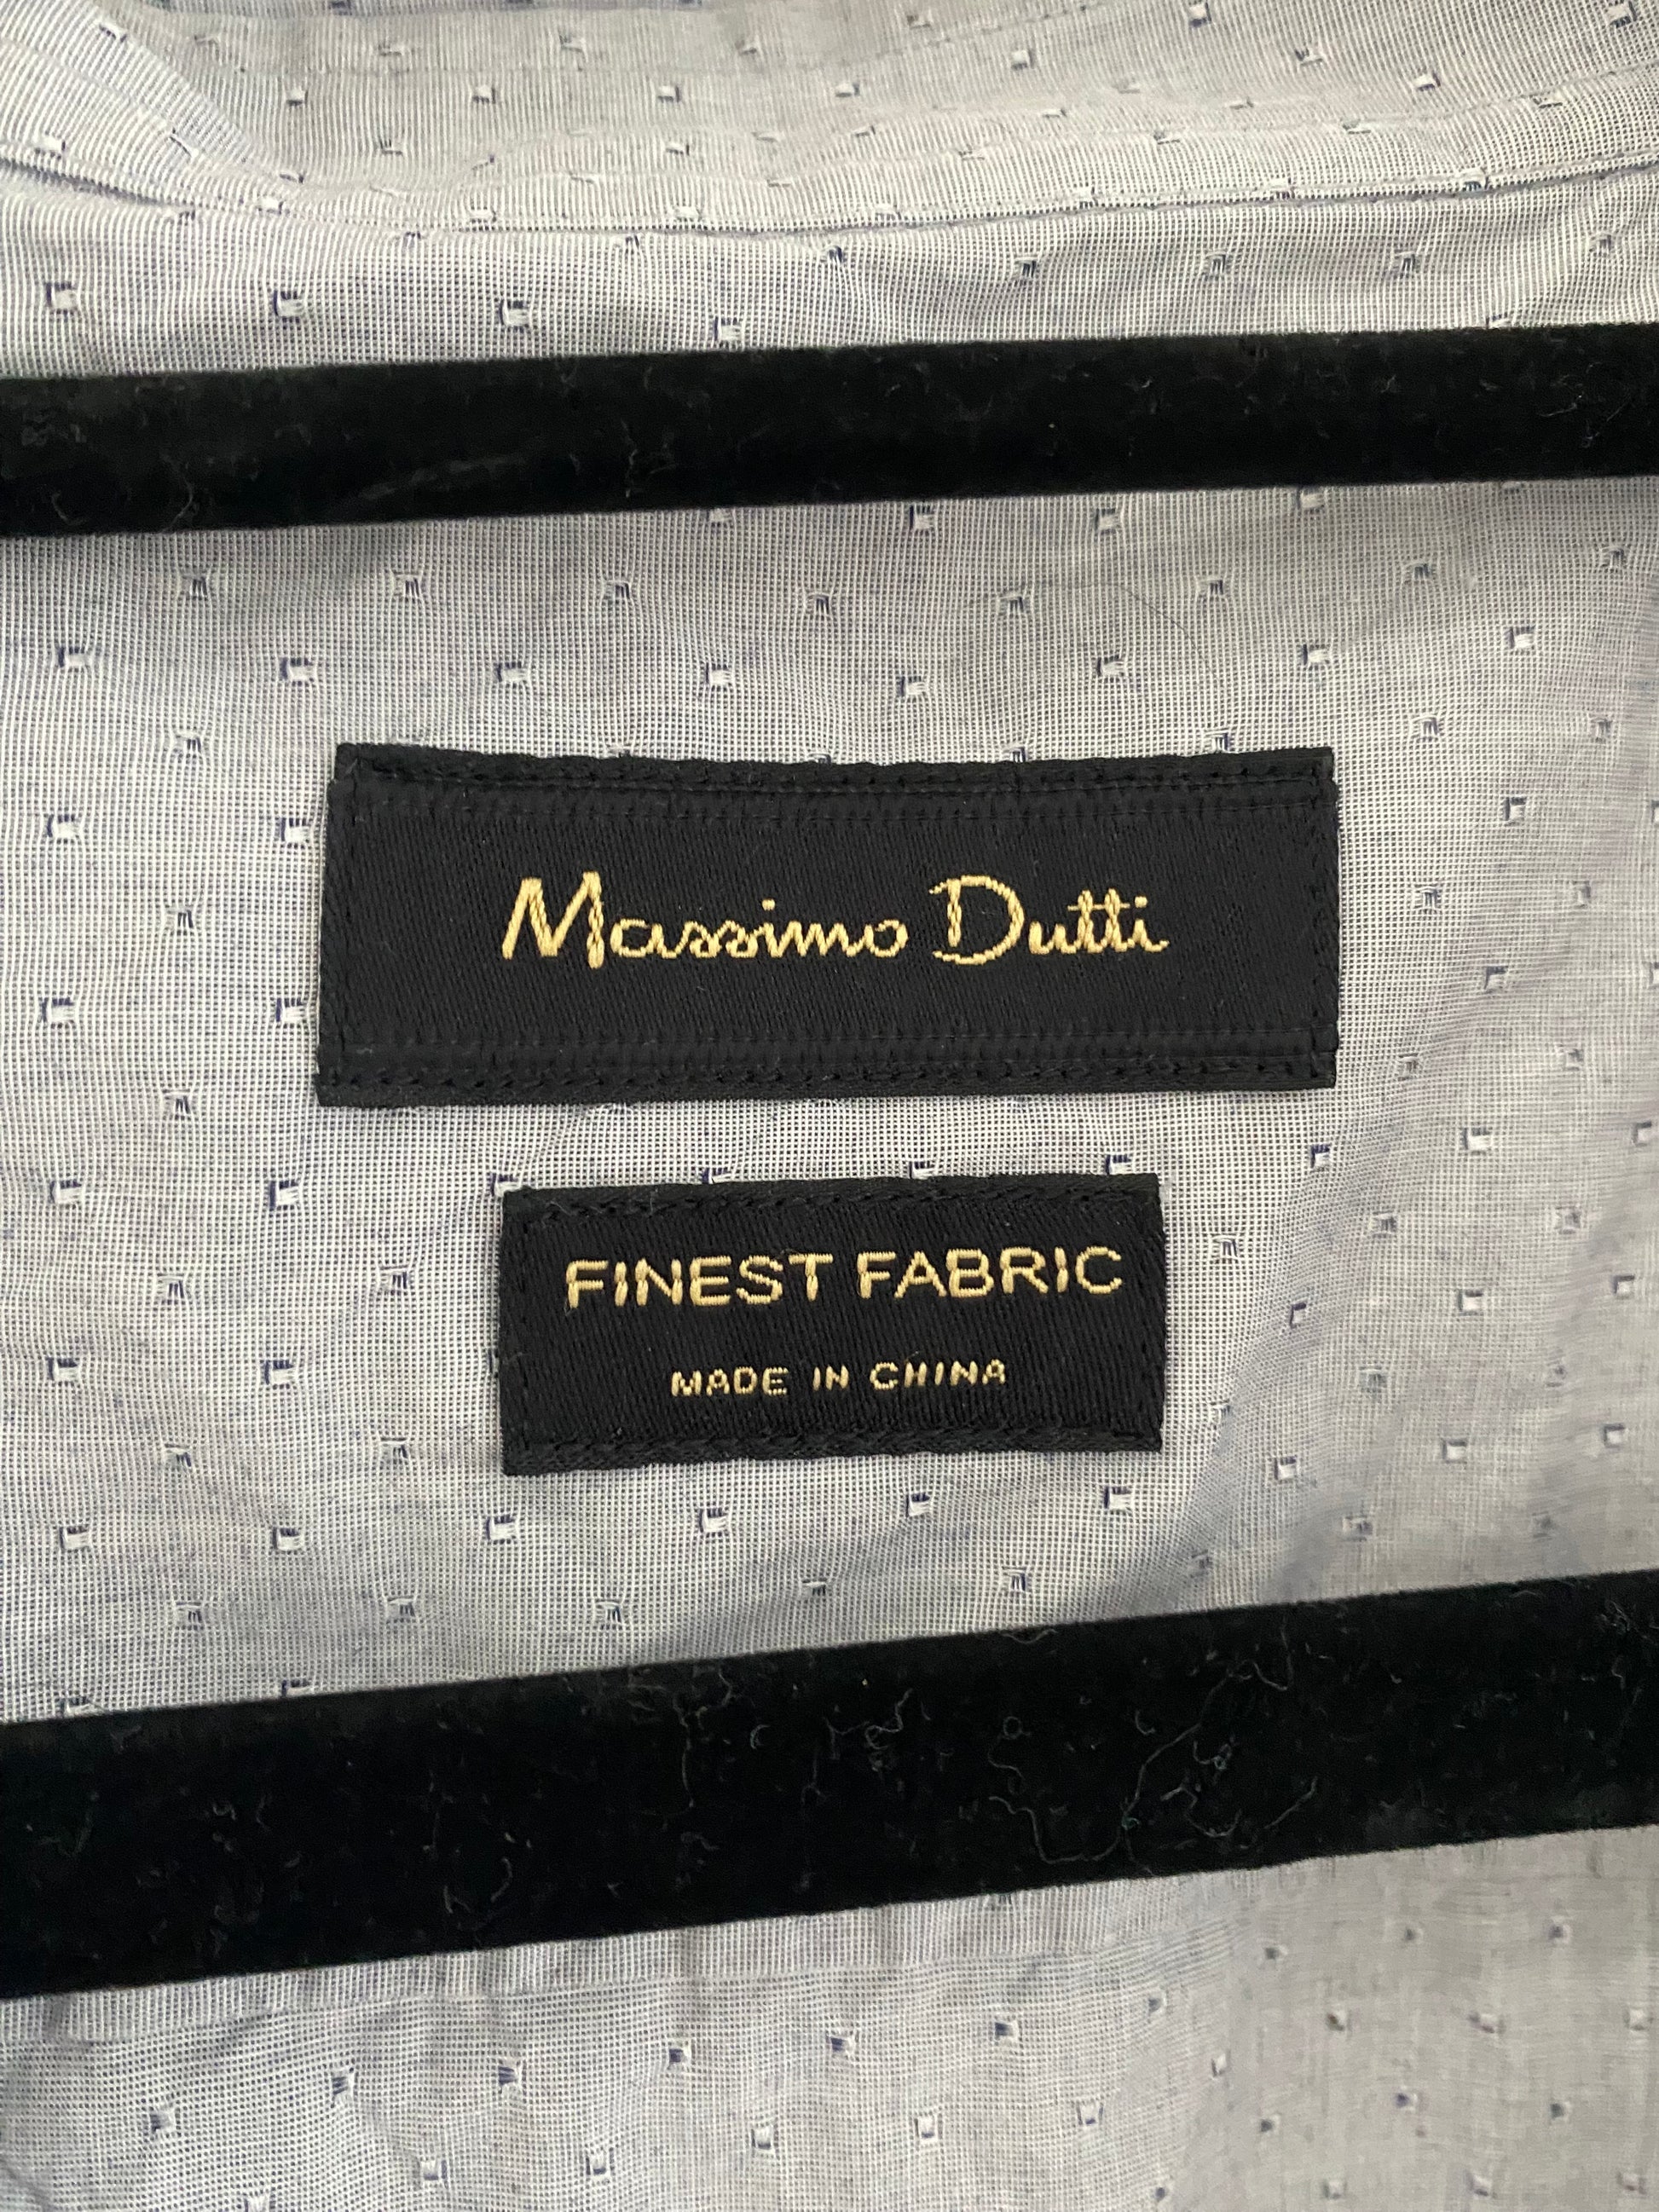 Massimo Dutti
FINEST FABRIC
MADE IN CHINA